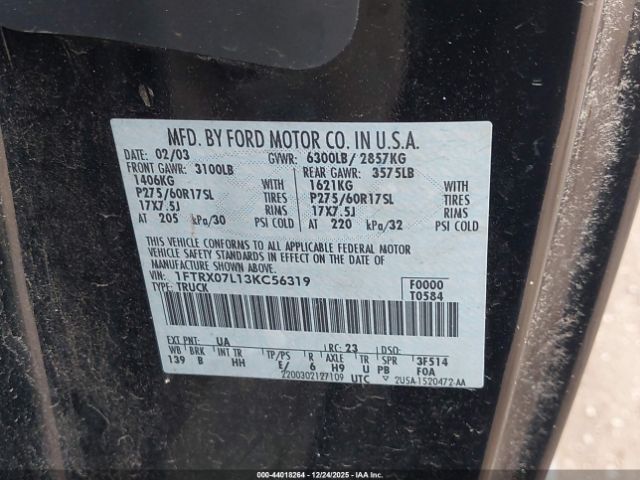 MFD. BY FORD MOTOR CO. IN U.S.A.
DATE: 02/03 GVWR: 6300LB/ 2857KG
FRONT GAWR: 3100LB REAR GAWR: 3575LB
1406KG WITH 1621KG WITH
P275/60R17SL TIRES P275/60R17SL TIRES
17X7.5J RIMS 17X7.5J RIMS
AT 205 kPa/30 PSI COLD AT 220 kPa/32 PSI COLD
THIS VEHICLE CONFORMS TO ALL APPLICABLE FEDERAL MOTOR
VEHICLE SAFETY STANDARDS IN EFFECT ON THE DATE OF
MANUFACTURE SHOWN ABOVE.
VIN: 1FTRX07L13KC56319 F0000
TYPE: TRUCK T0584
EXT PNT: UA RC: 23 DSO:
WB BRK INT TR TP/PS R AXLE TR SPR 3F514
139 B HH E/ 6 H9 U PB F0A
2200302127109 UTC 2U5A-1520472-AA
44018264 | 12/24/2025 | IAA